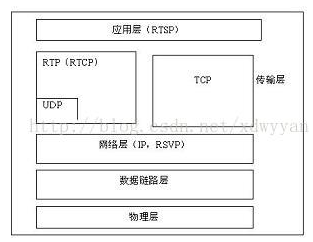 应用层（RTSP）
RTP（RTCP）
TCP
传输层
UDP
http://blog.csdn.net/xdwyyan
网络层（IP，RSVP）
数据链路层
物理层